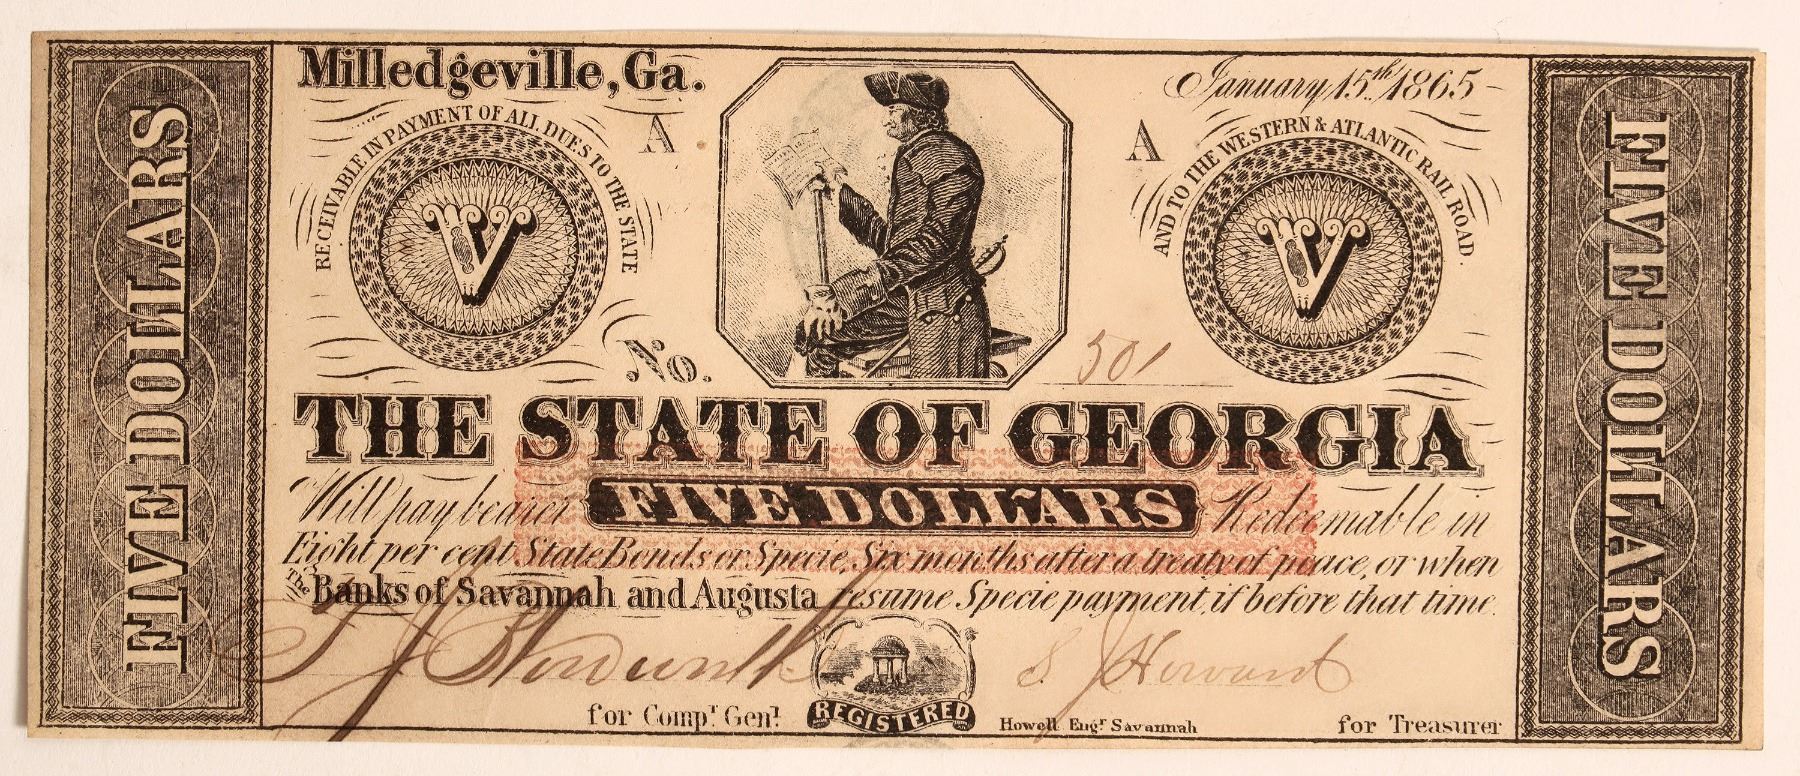 FIVE DOLLARS
Milledgeville, Ga.
January 15th 1865
RECEIVABLE IN PAYMENT OF ALL DUES TO THE STATE
A
A
AND TO THE WESTERN & ATLANTIC RAIL ROAD.
V
V
No. 501
THE STATE OF GEORGIA
Will pay bearer FIVE DOLLARS Redeemable in
Eight per cent State Bonds or Specie, Six months after a treaty of peace, or when
The Banks of Savannah and Augusta resume Specie payment, if before that time.
S. J. Howard
for Compr Genl
REGISTERED
Howell Engr Savannah
for Treasurer
FIVE DOLLARS